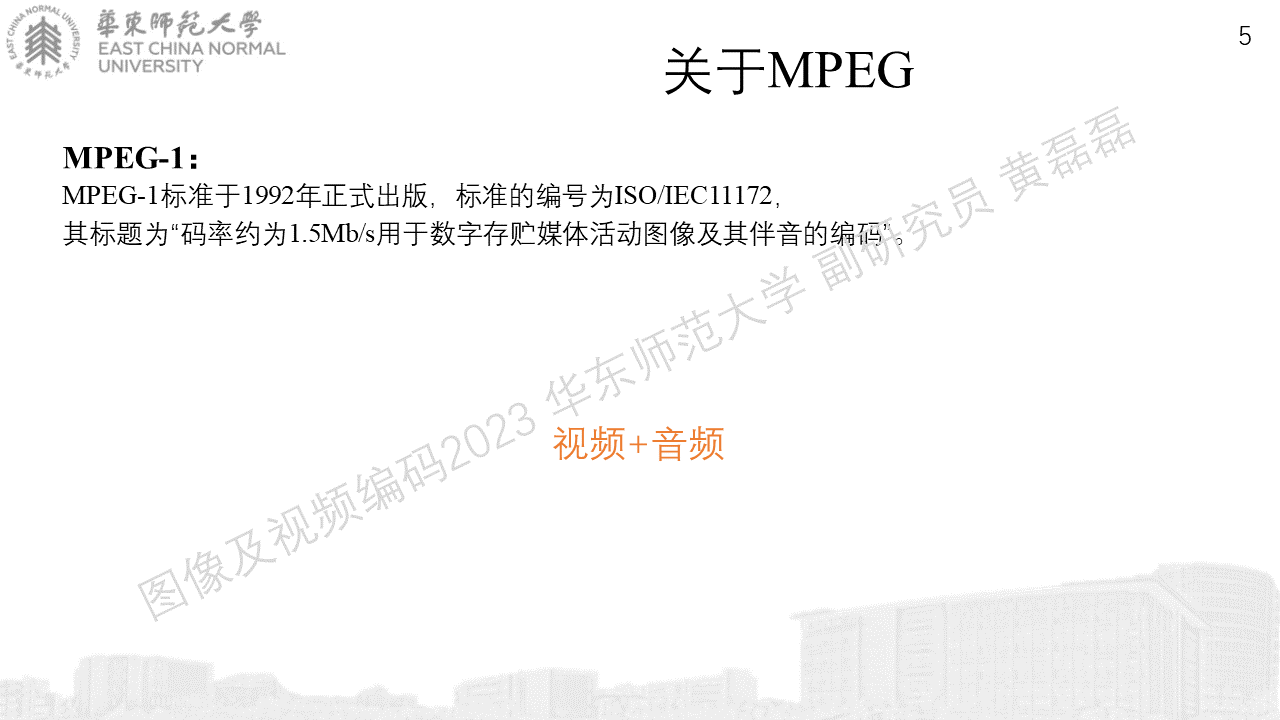 EAST CHINA NORMAL UNIVERSITY
華東師范大學
華東師范大學
EAST CHINA NORMAL
UNIVERSITY
5
关于MPEG
MPEG-1：
MPEG-1标准于1992年正式出版，标准的编号为ISO/IEC11172，
其标题为“码率约为1.5Mb/s用于数字存贮媒体活动图像及其伴音的编码”。
图像及视频编码2023 华东师范大学 副研究员 黄磊磊
视频+音频